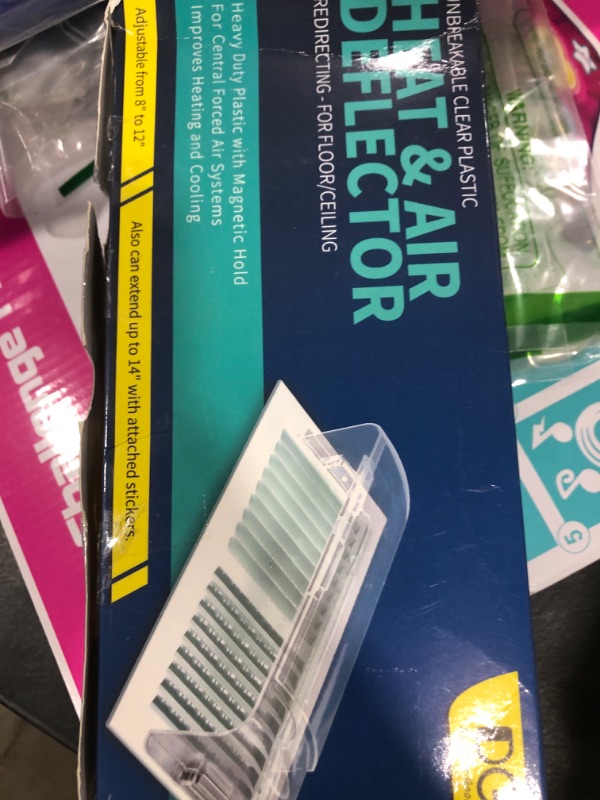 UNBREAKABLE CLEAR PLASTIC
HEAT & AIR
DEFLECTOR
REDIRECTING - FOR FLOOR/CEILING
Heavy Duty Plastic with Magnetic Hold
For Central Forced Air Systems
Improves Heating and Cooling
Adjustable from 8" to 12"
Also can extend up to 14" with attached stickers.
WARNING:
5